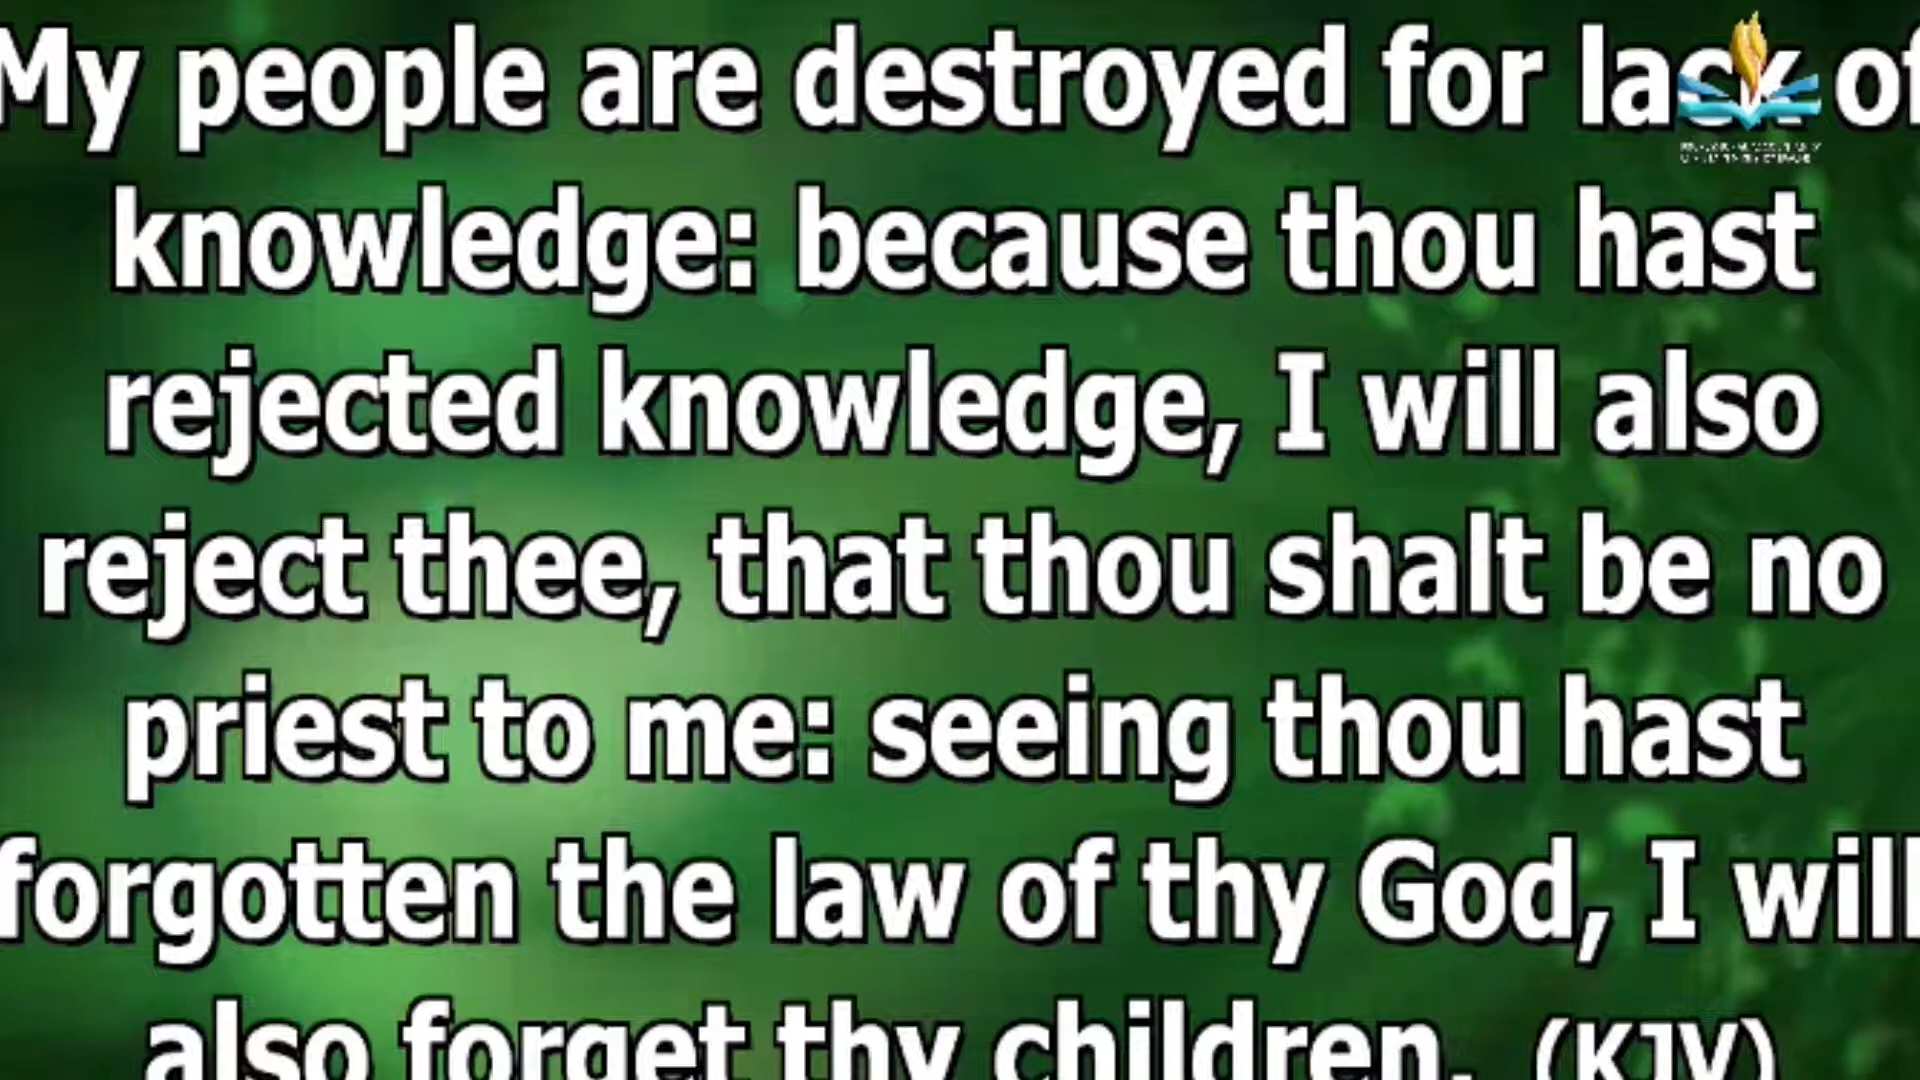 My people are destroyed for lack of
knowledge: because thou hast
rejected knowledge, I will also
reject thee, that thou shalt be no
priest to me: seeing thou hast
forgotten the law of thy God, I will
also forget thy children. (KJV)